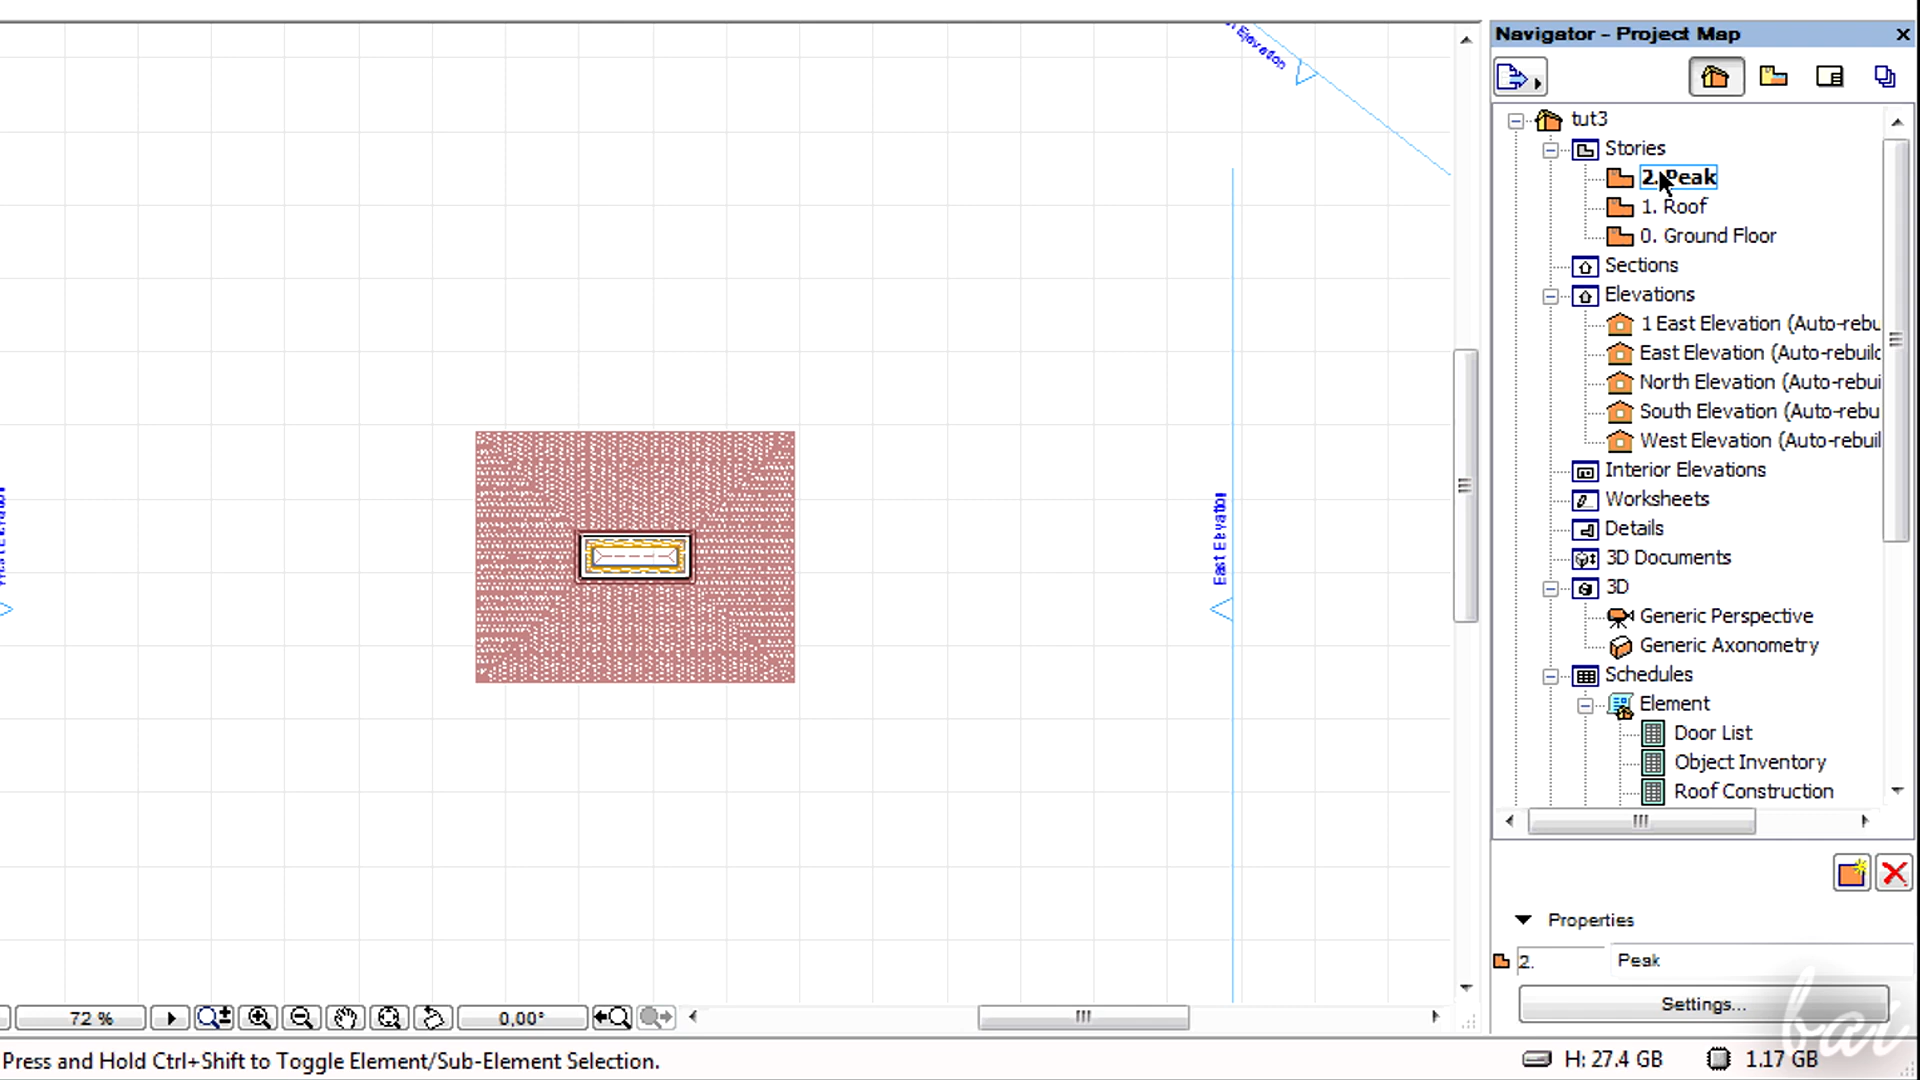 Navigator - Project Map
tut3
Stories
2. Peak
1. Roof
0. Ground Floor
Sections
Elevations
1 East Elevation (Auto-rebu
East Elevation (Auto-rebuild
North Elevation (Auto-rebui
South Elevation (Auto-rebu
West Elevation (Auto-rebuil
Interior Elevations
Worksheets
Details
3D Documents
3D
Generic Perspective
Generic Axonometry
Schedules
Element
Door List
Object Inventory
Roof Construction
Properties
2. Peak
Settings...
Elevation
East Elevation
72 %
0,00°
Press and Hold Ctrl+Shift to Toggle Element/Sub-Element Selection.
H: 27.4 GB
1.17 GB
bai